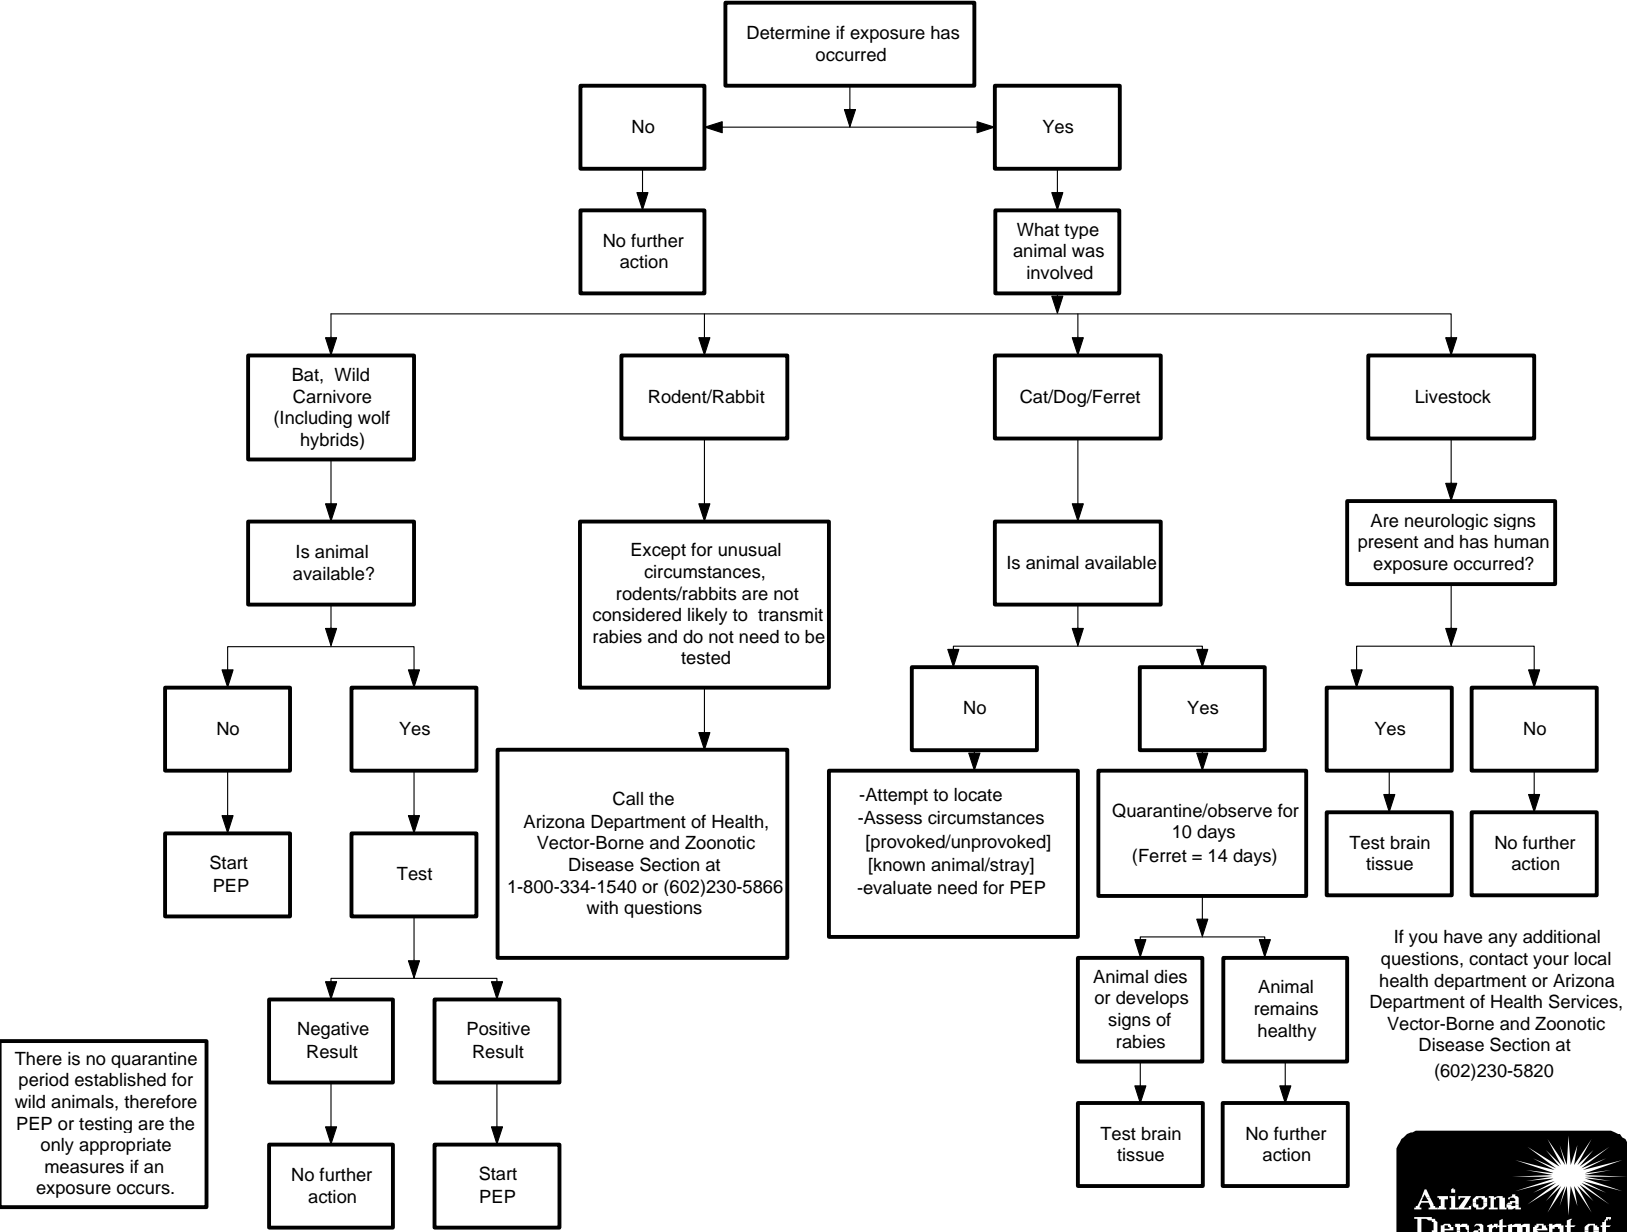 Determine if exposure has
occurred
No
Yes
No further
action
What type
animal was
involved
Bat, Wild
Carnivore
(Including wolf
hybrids)
Rodent/Rabbit
Cat/Dog/Ferret
Livestock
Is animal
available?
Except for unusual
circumstances,
rodents/rabbits are not
considered likely to transmit
rabies and do not need to be
tested
Is animal available
Are neurologic signs
present and has human
exposure occurred?
No
Yes
No
Yes
Yes
No
Start
PEP
Test
Call the
Arizona Department of Health,
Vector-Borne and Zoonotic
Disease Section at
1-800-334-1540 or (602)230-5866
with questions
-Attempt to locate
-Assess circumstances
[provoked/unprovoked]
[known animal/stray]
-evaluate need for PEP
Quarantine/observe for
10 days
(Ferret = 14 days)
Test brain
tissue
No further
action
Negative
Result
Positive
Result
Animal dies
or develops
signs of
rabies
Animal
remains
healthy
If you have any additional
questions, contact your local
health department or Arizona
Department of Health Services,
Vector-Borne and Zoonotic
Disease Section at
(602)230-5820
There is no quarantine
period established for
wild animals, therefore
PEP or testing are the
only appropriate
measures if an
exposure occurs.
No further
action
Start
PEP
Test brain
tissue
No further
action
Arizona
Department of